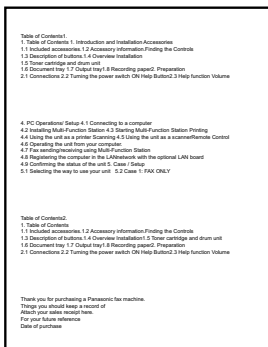 Table of Contents1.
1. Table of Contents 1. Introduction and Installation Accessories
1.1 Included accessories.1.2 Accessory information.Finding the Controls
1.3 Description of buttons.1.4 Overview Installation
1.5 Toner cartridge and drum unit
1.6 Document tray 1.7 Output tray1.8 Recording paper2. Preparation
2.1 Connections 2.2 Turning the power switch ON Help Button2.3 Help function Volume
4. PC Operations/ Setup 4.1 Connecting to a computer
4.2 Installing Multi-Function Station 4.3 Starting Multi-Function Station Printing
4.4 Using the unit as a printer Scanning 4.5 Using the unit as a scannerRemote Control
4.6 Operating the unit from your computer.
4.7 Fax sending/receiving using Multi-Function Station
4.8 Registering the computer in the LANnetwork with the optional LAN board
4.9 Confirming the status of the unit 5. Case / Setup
5.1 Selecting the way to use your unit 5.2 Case 1: FAX ONLY
Table of Contents2.
1. Table of Contents
1.1 Included accessories.1.2 Accessory information.Finding the Controls
1.3 Description of buttons.1.4 Overview Installation1.5 Toner cartridge and drum unit
1.6 Document tray 1.7 Output tray1.8 Recording paper2. Preparation
2.1 Connections 2.2 Turning the power switch ON Help Button2.3 Help function Volume
Thank you for purchasing a Panasonic fax machine.
Things you should keep a record of
Attach your sales receipt here.
For your future reference
Date of purchase